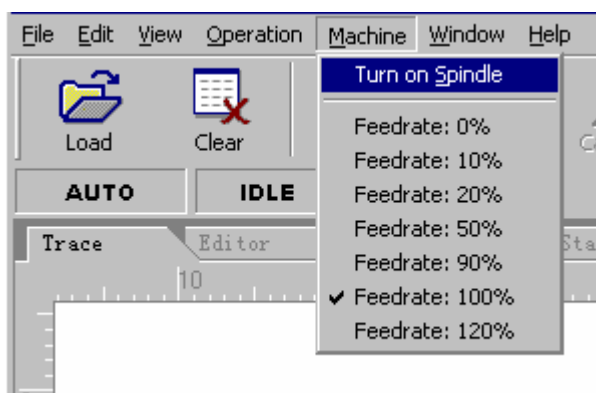 File Edit View Operation Machine Window Help
Turn on Spindle
Load Clear
Feedrate: 0%
Feedrate: 10%
Feedrate: 20%
Feedrate: 50%
Feedrate: 90%
Feedrate: 100%
Feedrate: 120%
AUTO IDLE
Trace Editor Sta
10